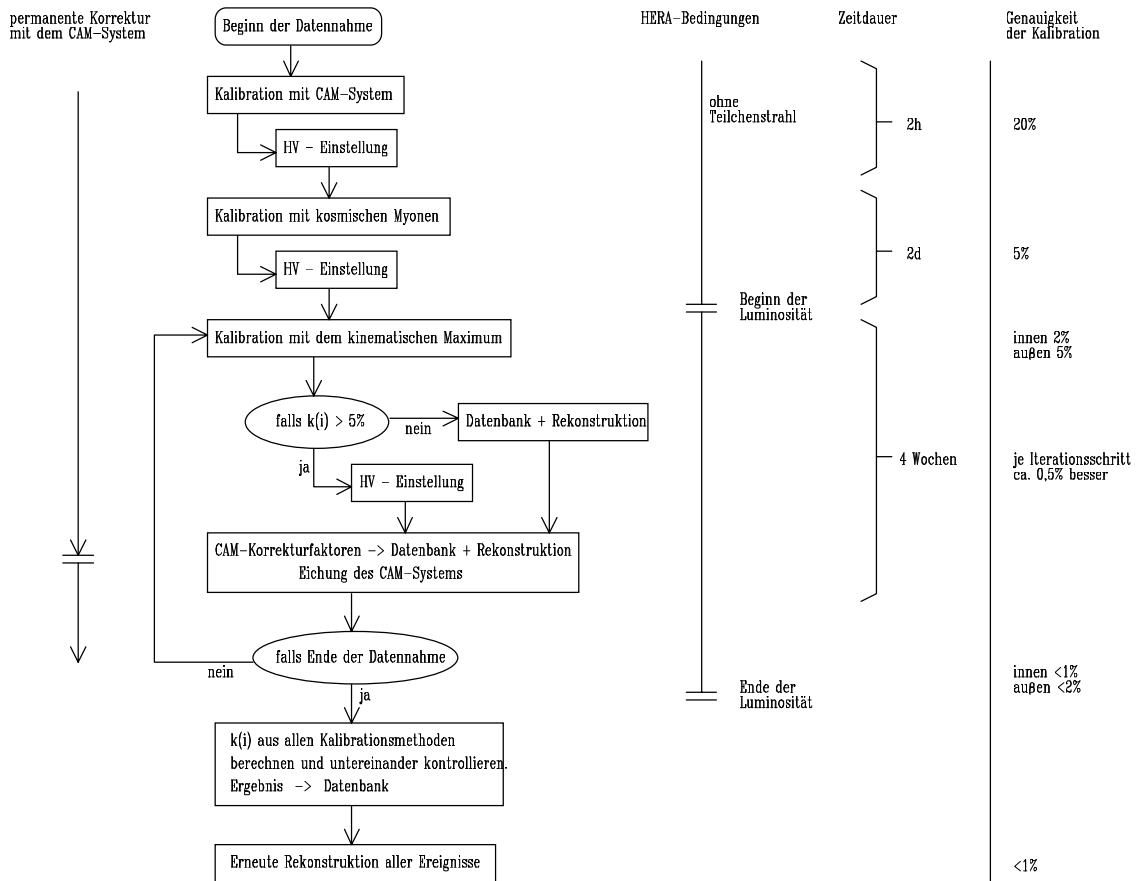 permanente Korrektur
mit dem CAM-System
Beginn der Datennahme
HERA-Bedingungen
Zeitdauer
Genauigkeit
der Kalibration
Kalibration mit CAM-System
ohne
Teilchenstrahl
2h
20%
HV - Einstellung
Kalibration mit kosmischen Myonen
2d
5%
HV - Einstellung
Beginn der
Luminosität
Kalibration mit dem kinematischen Maximum
innen 2%
außen 5%
falls k(i) > 5%
nein
Datenbank + Rekonstruktion
ja
4 Wochen
je Iterationsschritt
ca. 0,5% besser
HV - Einstellung
CAM-Korrekturfaktoren -> Datenbank + Rekonstruktion
Eichung des CAM-Systems
falls Ende der Datennahme
nein
ja
innen <1%
außen <2%
Ende der
Luminosität
k(i) aus allen Kalibrationsmethoden
berechnen und untereinander kontrollieren.
Ergebnis -> Datenbank
Erneute Rekonstruktion aller Ereignisse
<1%